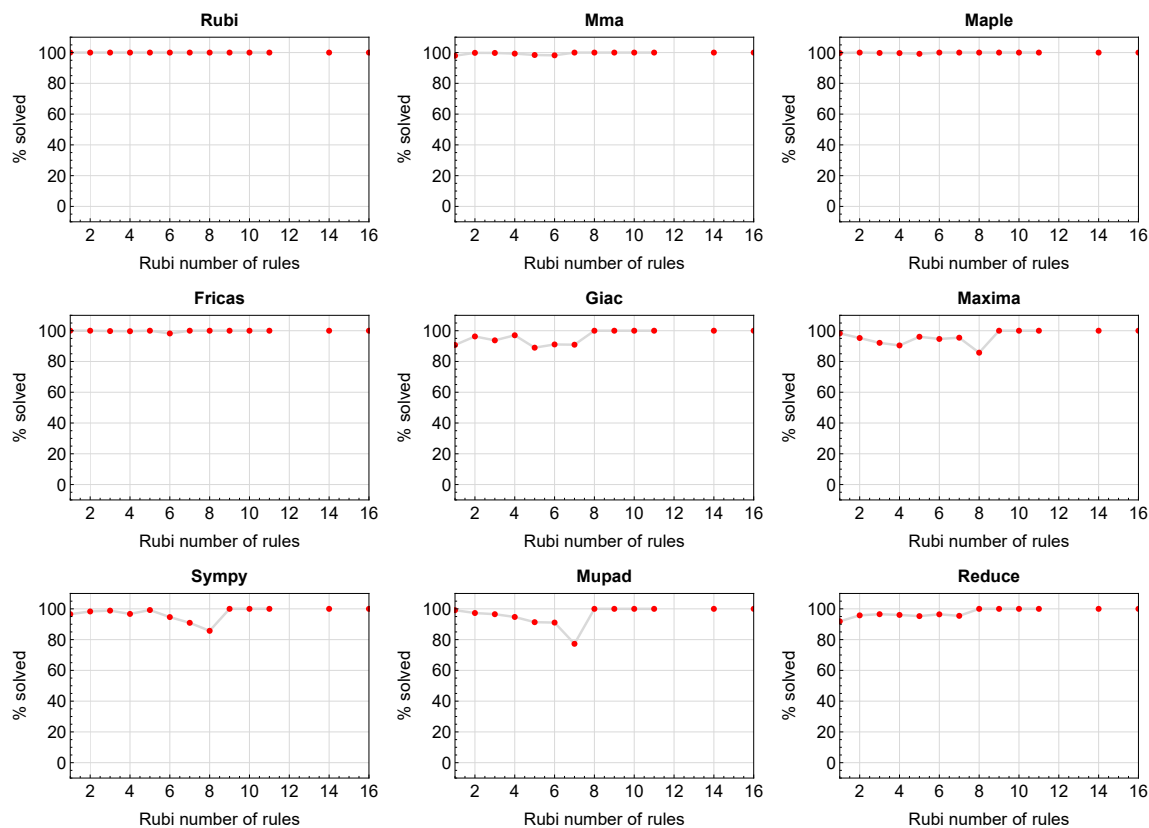 Rubi Mma Maple
% solved % solved % solved
100 100 100
80 80 80
60 60 60
40 40 40
20 20 20
0 0 0
2 4 6 8 10 12 14 16 2 4 6 8 10 12 14 16 2 4 6 8 10 12 14 16
Rubi number of rules Rubi number of rules Rubi number of rules
Fricas Giac Maxima
% solved % solved % solved
100 100 100
80 80 80
60 60 60
40 40 40
20 20 20
0 0 0
2 4 6 8 10 12 14 16 2 4 6 8 10 12 14 16 2 4 6 8 10 12 14 16
Rubi number of rules Rubi number of rules Rubi number of rules
Sympy Mupad Reduce
% solved % solved % solved
100 100 100
80 80 80
60 60 60
40 40 40
20 20 20
0 0 0
2 4 6 8 10 12 14 16 2 4 6 8 10 12 14 16 2 4 6 8 10 12 14 16
Rubi number of rules Rubi number of rules Rubi number of rules